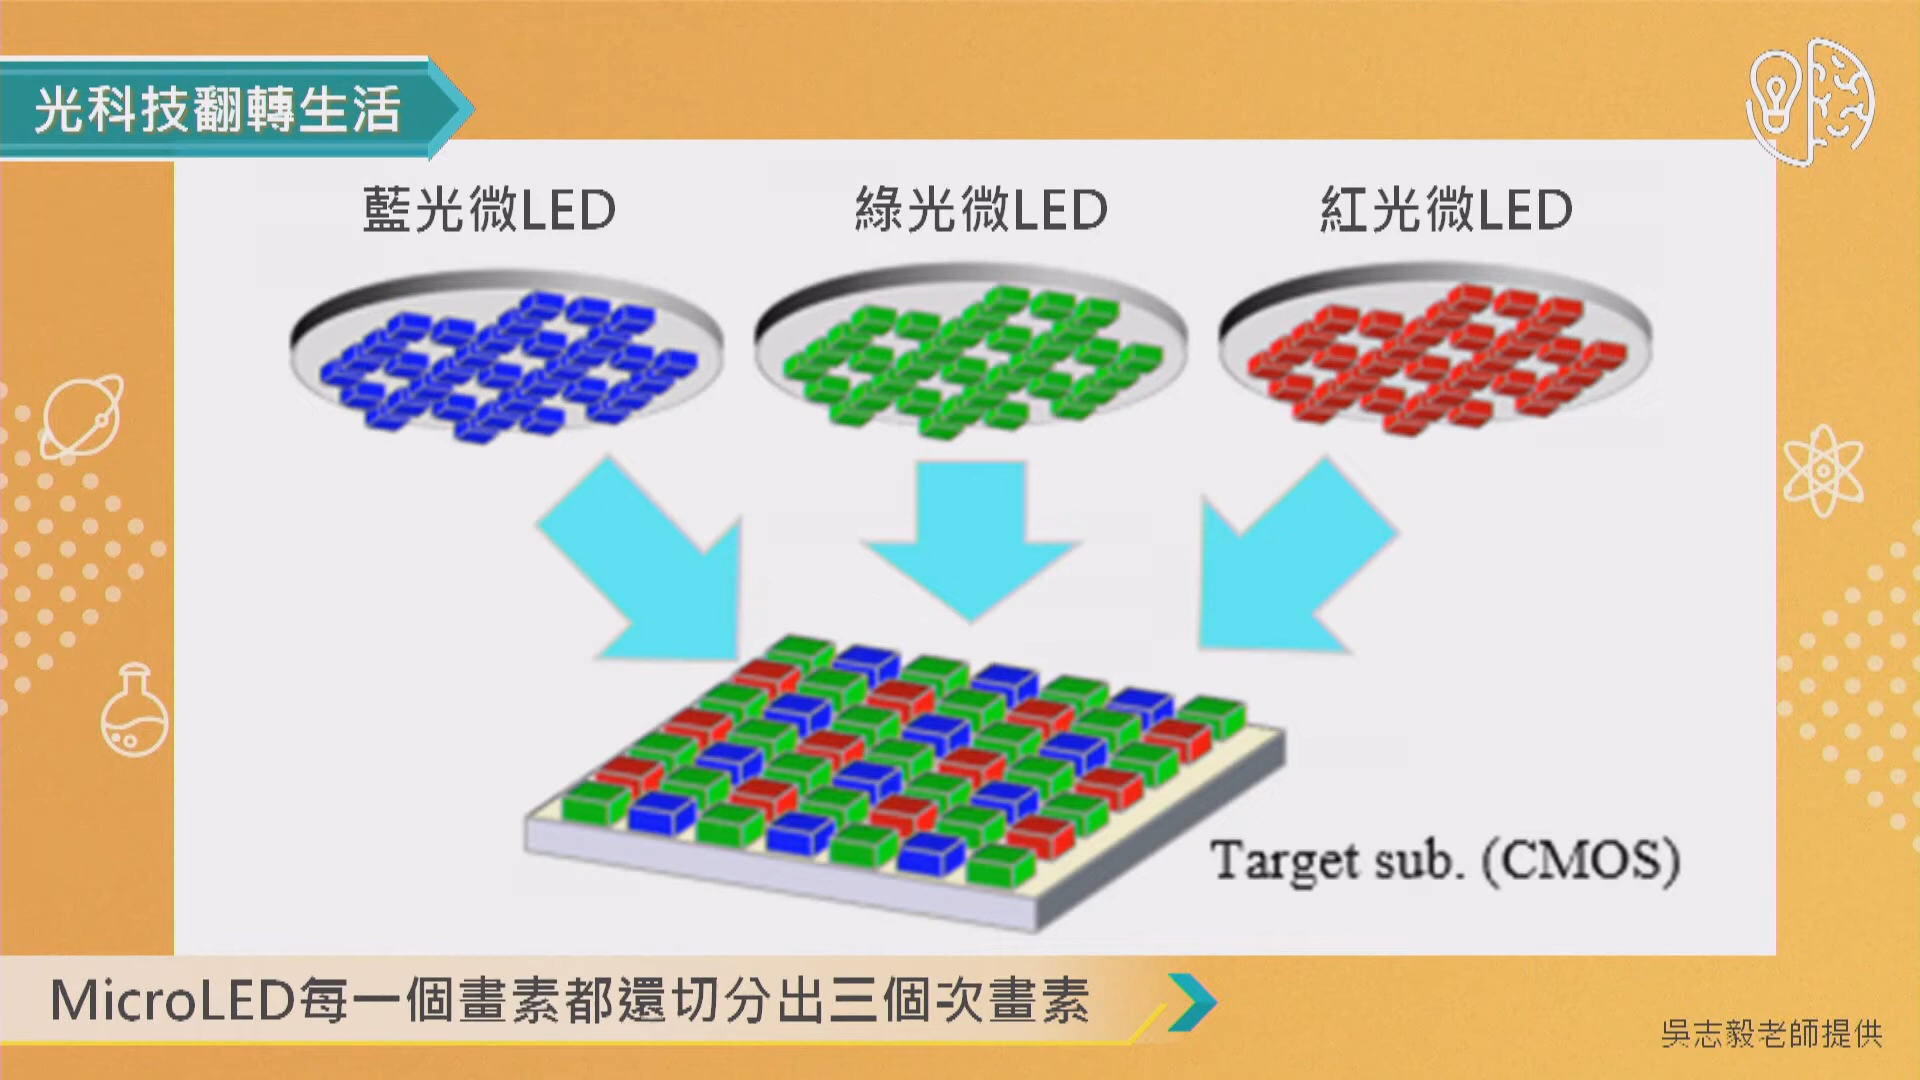 光科技翻轉生活
藍光微LED
綠光微LED
紅光微LED
Target sub. (CMOS)
MicroLED每一個畫素都還切分出三個次畫素
吳志毅老師提供